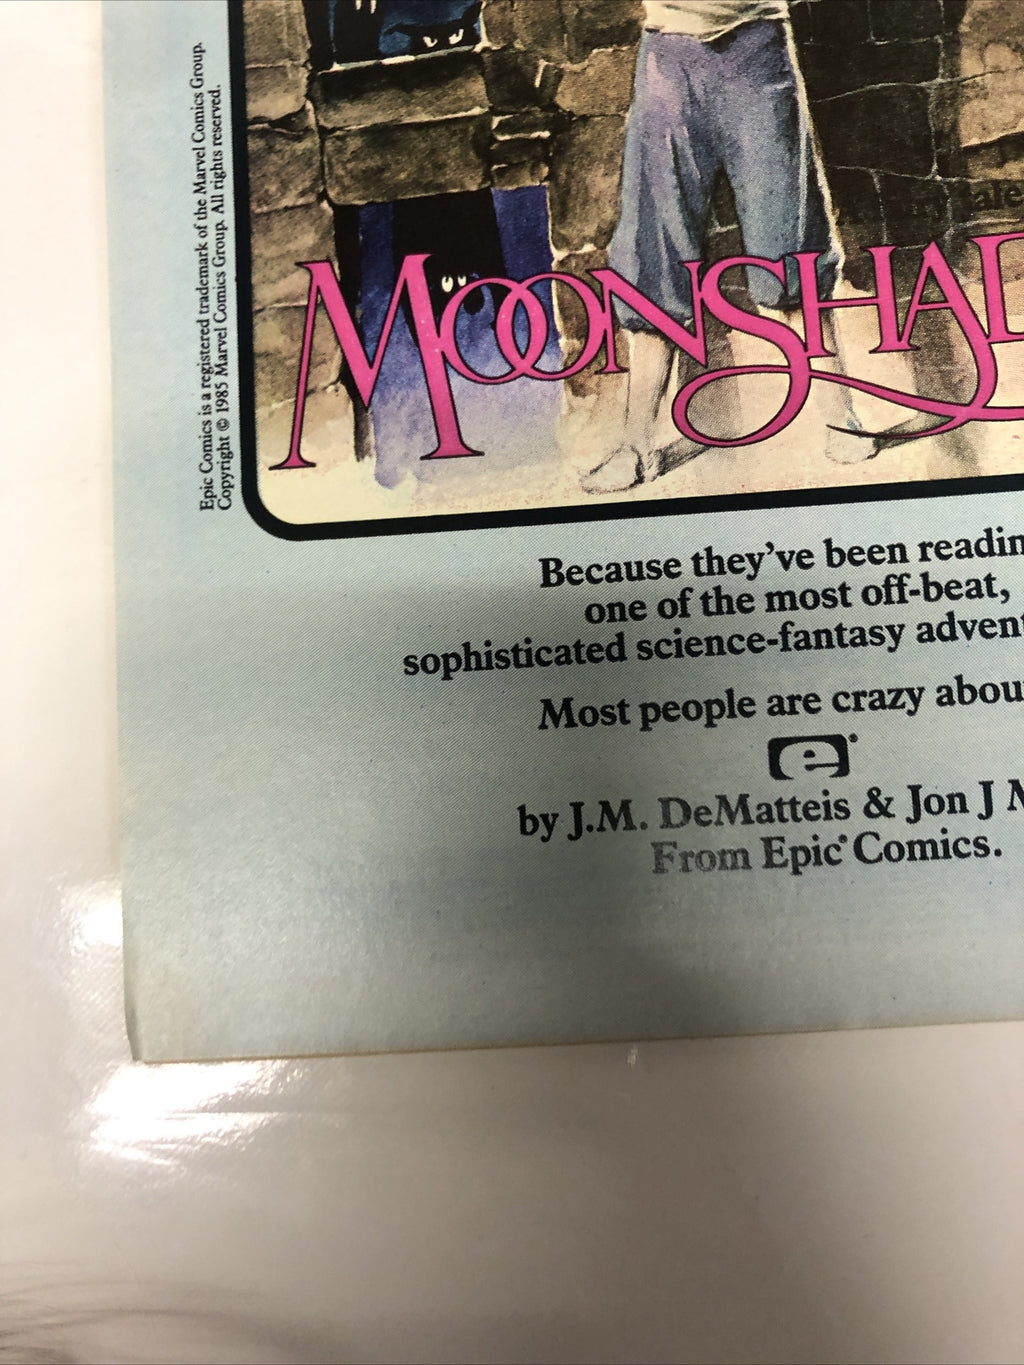 Epic Comics is a registered trademark of the Marvel Comics Group.
Copyright © 1985 Marvel Comics Group. All rights reserved.
tale
MOONSHAD
Because they've been readin
one of the most off-beat,
sophisticated science-fantasy advent
Most people are crazy abou
e®
by J.M. DeMatteis & Jon J M
From Epic® Comics.